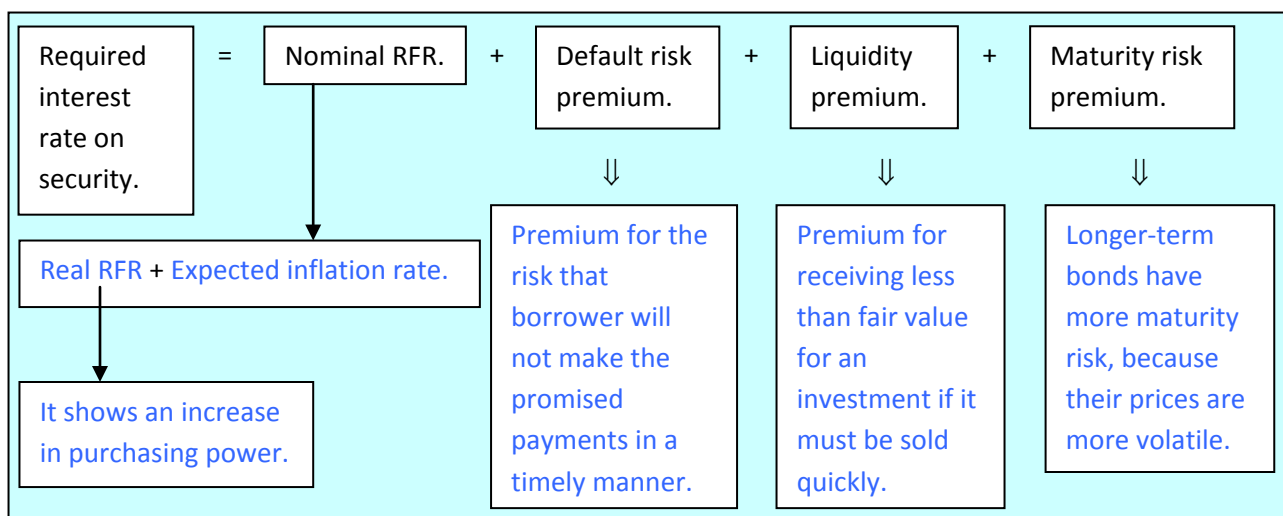 Required
interest
rate on
security.
=
Nominal RFR.
+
Default risk
premium.
+
Liquidity
premium.
+
Maturity risk
premium.
⇓
⇓
⇓
Real RFR + Expected inflation rate.
It shows an increase
in purchasing power.
Premium for the
risk that
borrower will
not make the
promised
payments in a
timely manner.
Premium for
receiving less
than fair value
for an
investment if it
must be sold
quickly.
Longer-term
bonds have
more maturity
risk, because
their prices are
more volatile.